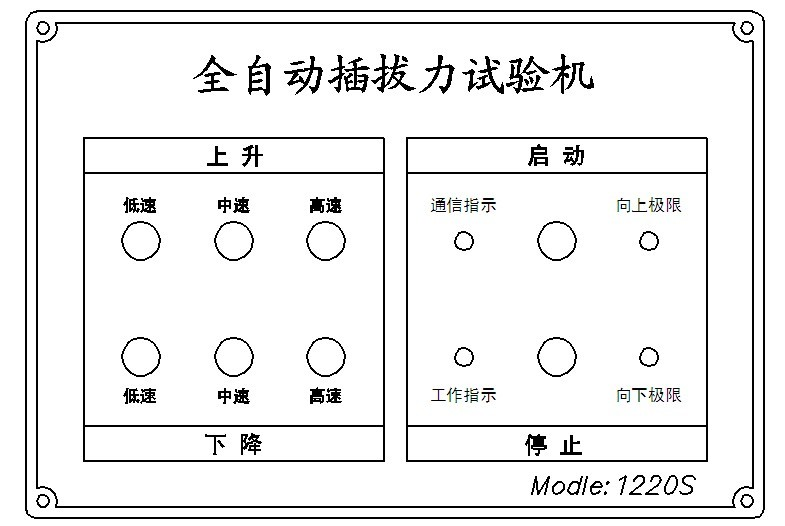 全自动插拔力试验机
上升 启动
低速 中速 高速 通信指示 向上极限
低速 中速 高速 工作指示 向下极限
下降 停止
Modle: 1220S